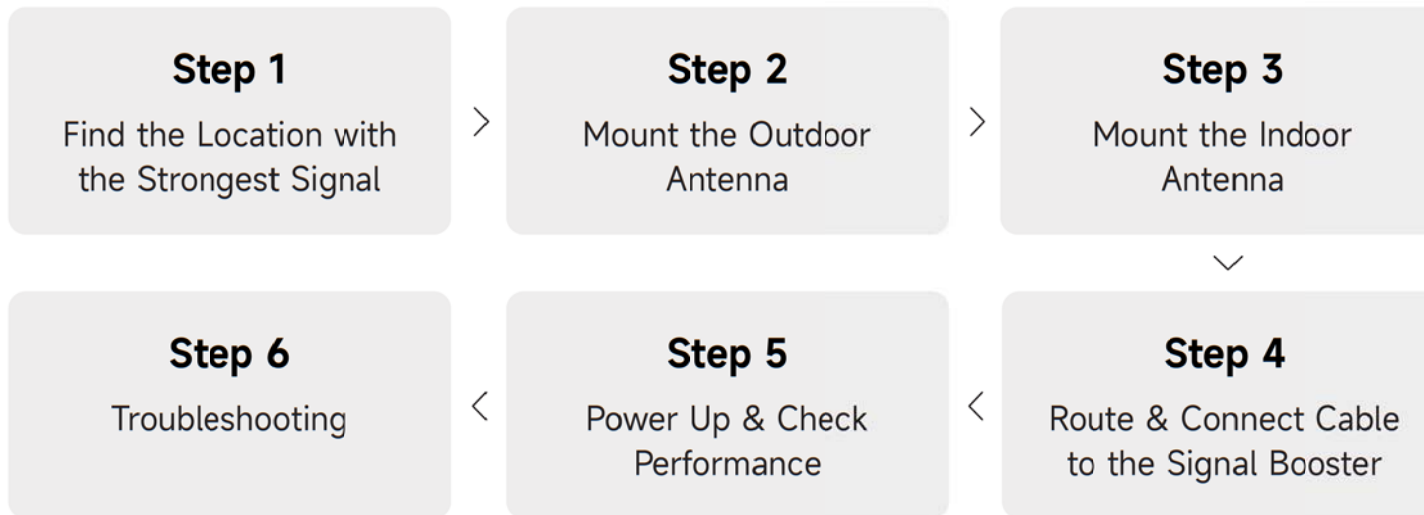 Step 1
Find the Location with
the Strongest Signal
Step 2
Mount the Outdoor
Antenna
Step 3
Mount the Indoor
Antenna
Step 4
Route & Connect Cable
to the Signal Booster
Step 5
Power Up & Check
Performance
Step 6
Troubleshooting